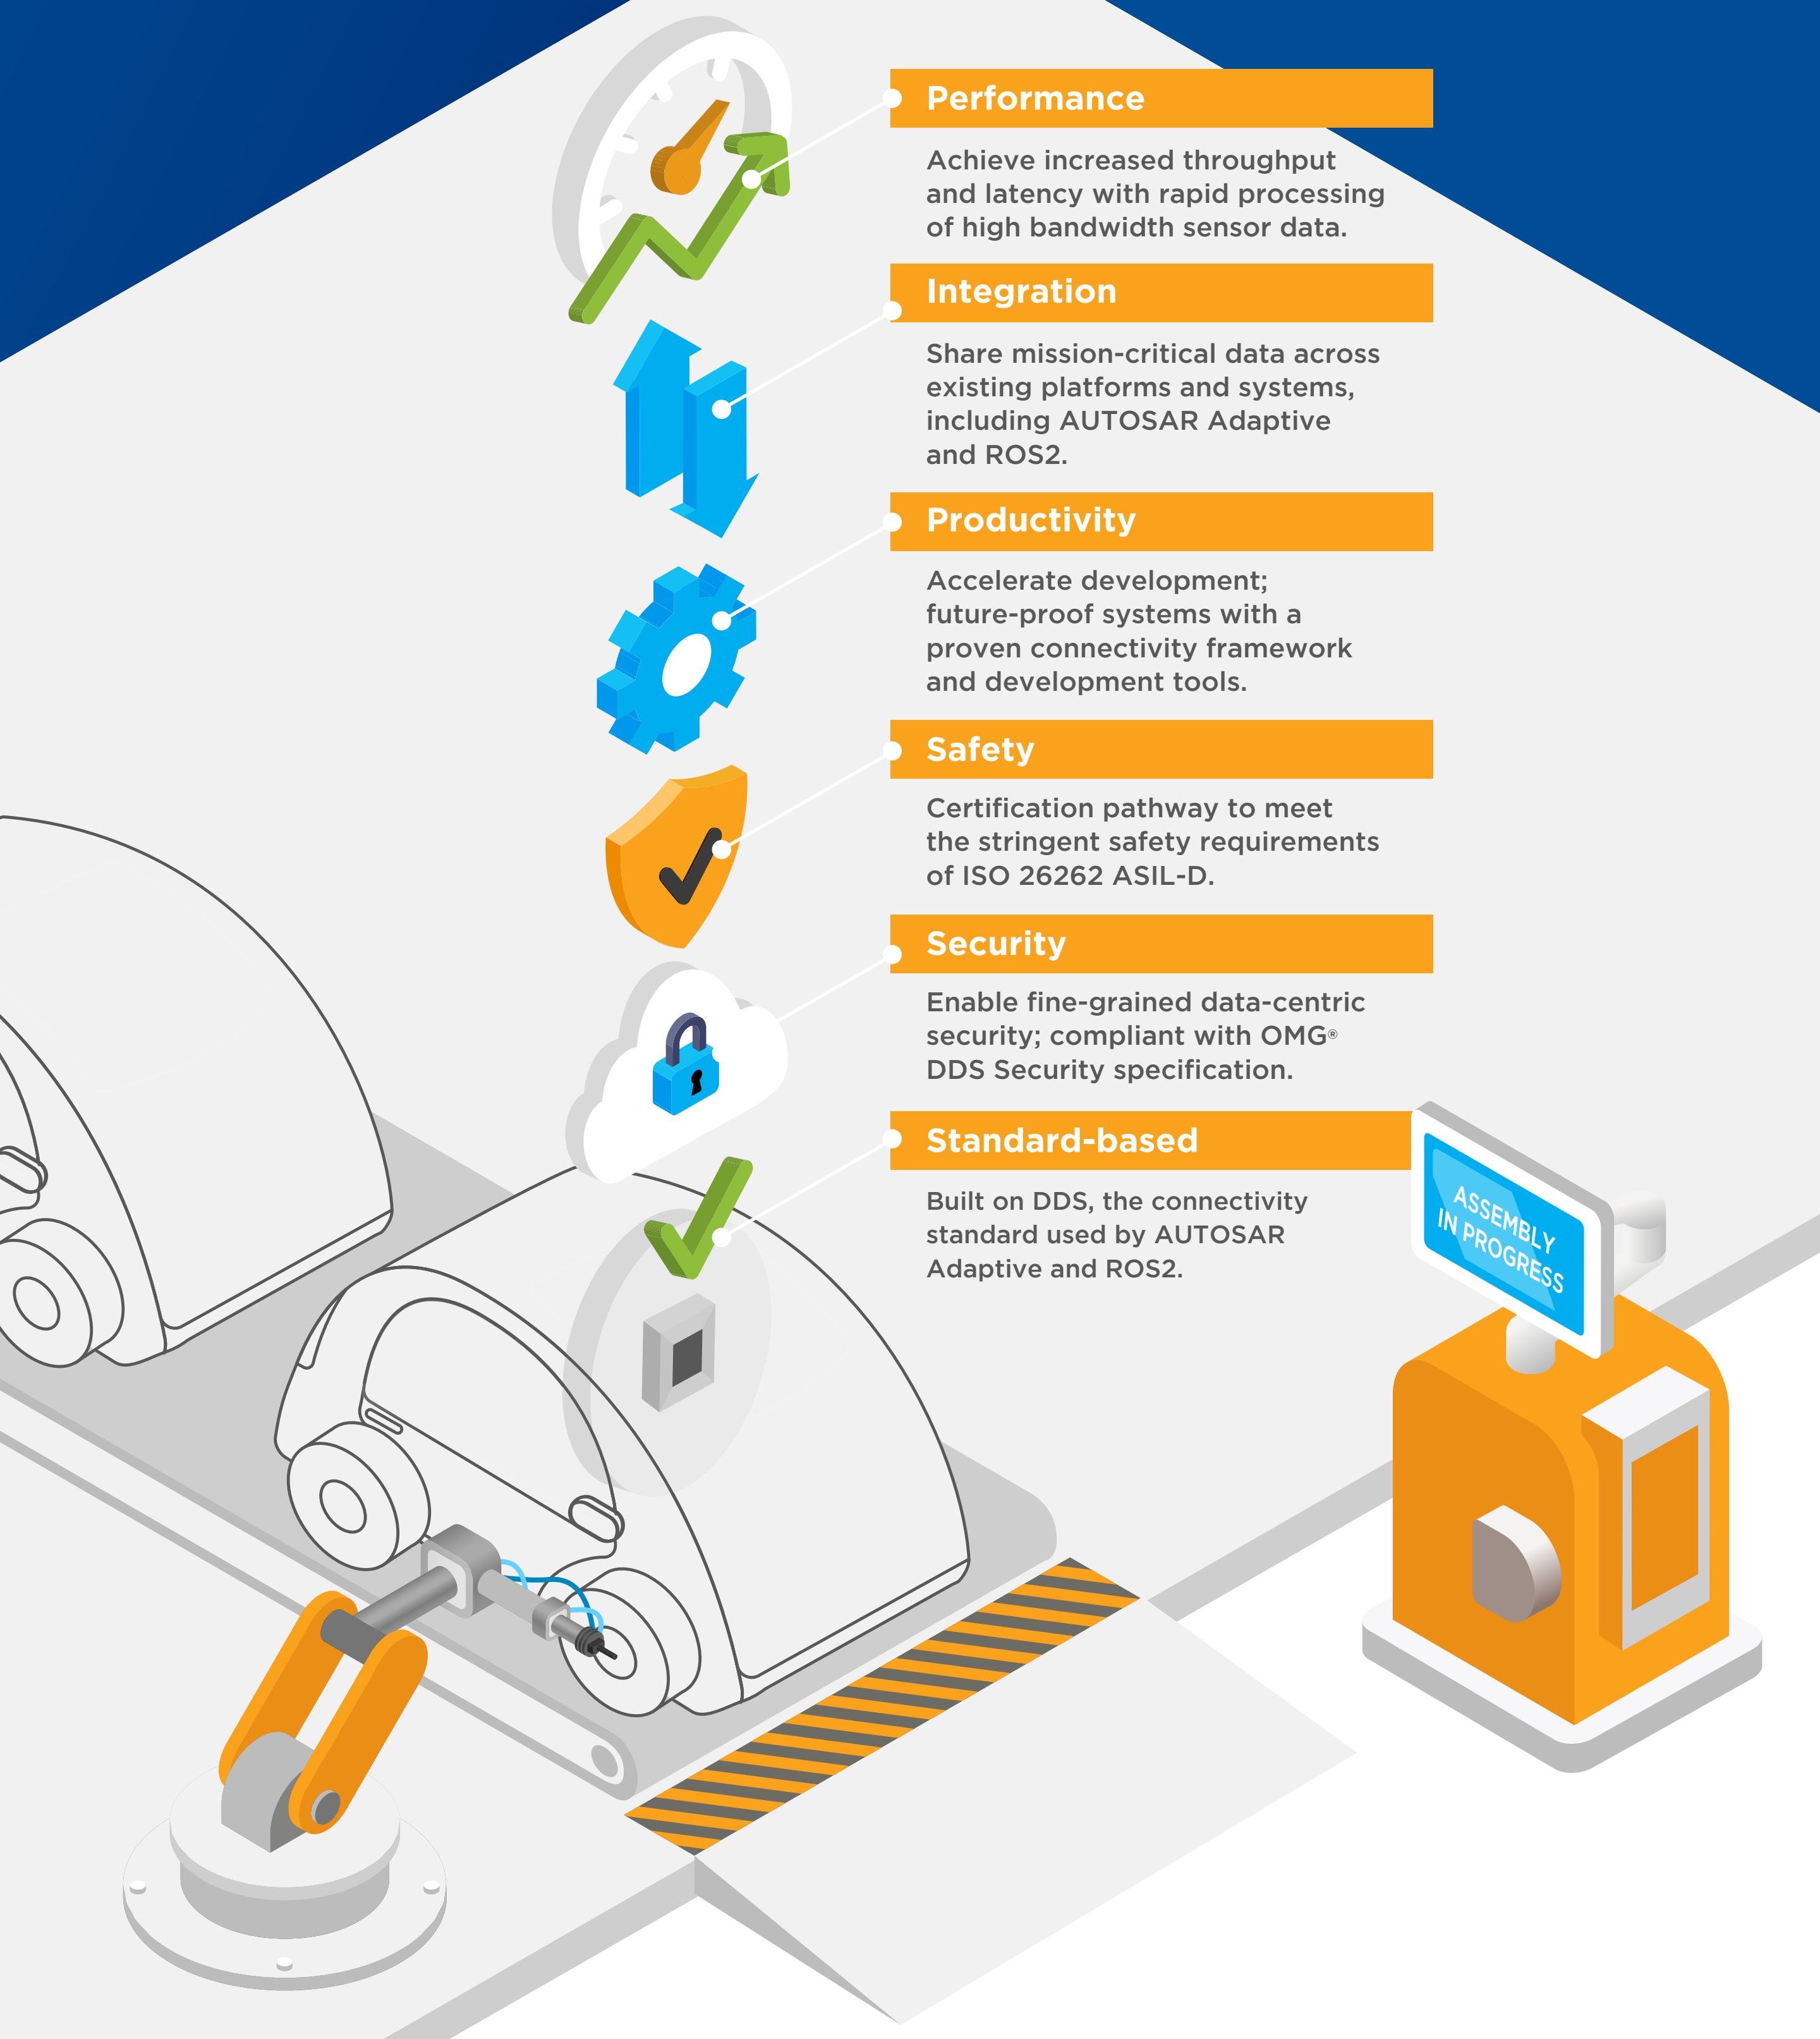 Performance
Achieve increased throughput
and latency with rapid processing
of high bandwidth sensor data.
Integration
Share mission-critical data across
existing platforms and systems,
including AUTOSAR Adaptive
and ROS2.
Productivity
Accelerate development;
future-proof systems with a
proven connectivity framework
and development tools.
Safety
Certification pathway to meet
the stringent safety requirements
of ISO 26262 ASIL-D.
Security
Enable fine-grained data-centric
security; compliant with OMG®
DDS Security specification.
Standard-based
Built on DDS, the connectivity
standard used by AUTOSAR
Adaptive and ROS2.
ASSEMBLY
IN PROGRESS